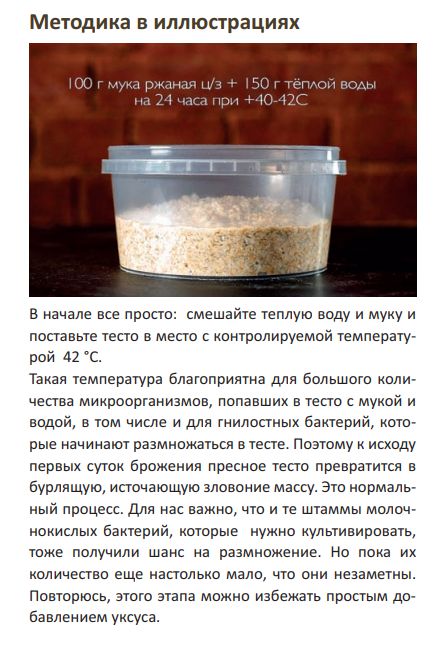 Методика в иллюстрациях
100 г мука ржаная ц/з + 150 г тёплой воды
на 24 часа при +40-42С
В начале все просто: смешайте теплую воду и муку и
поставьте тесто в место с контролируемой температу-
рой 42 °С.
Такая температура благоприятна для большого коли-
чества микроорганизмов, попавших в тесто с мукой и
водой, в том числе и для гнилостных бактерий, кото-
рые начинают размножаться в тесте. Поэтому к исходу
первых суток брожения пресное тесто превратится в
бурлящую, источающую зловоние массу. Это нормаль-
ный процесс. Для нас важно, что и те штаммы молоч-
нокислых бактерий, которые нужно культивировать,
тоже получили шанс на размножение. Но пока их
количество еще настолько мало, что они незаметны.
Повторюсь, этого этапа можно избежать простым до-
бавлением уксуса.